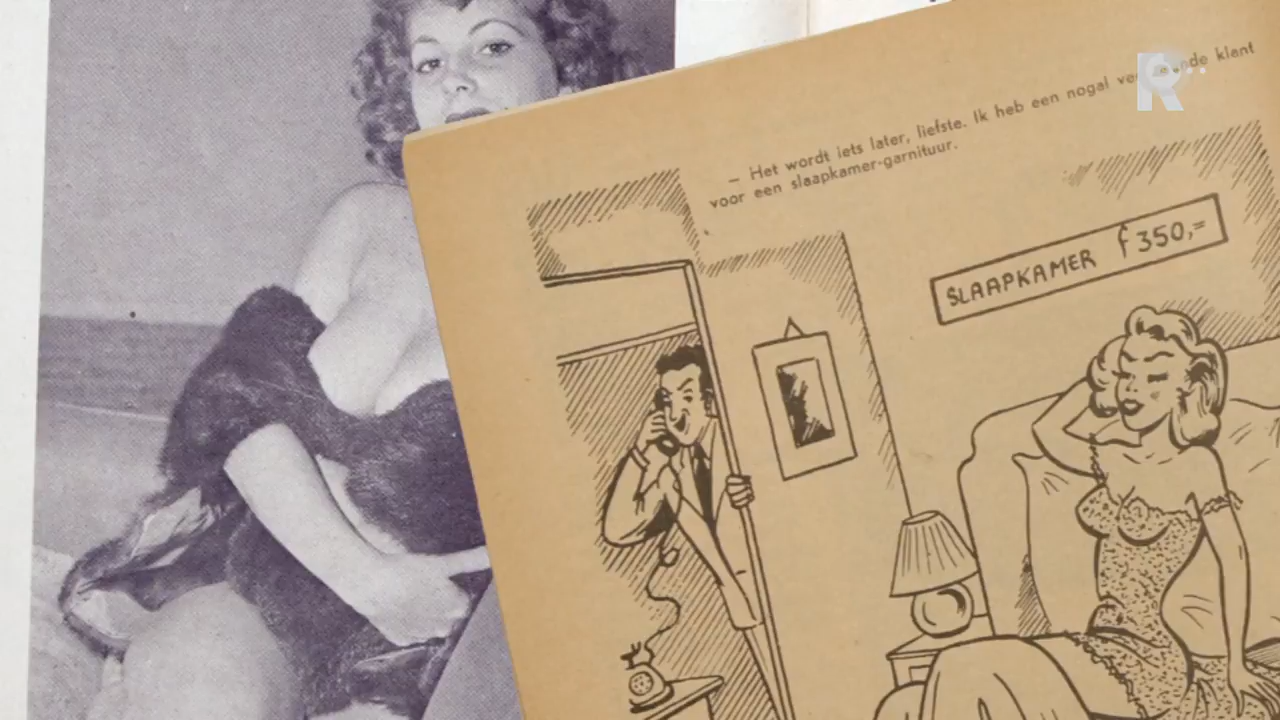 – Het wordt iets later, liefste. Ik heb een nogal klant
voor een slaapkamer-garnituur.
SLAAPKAMER f 350,=
R